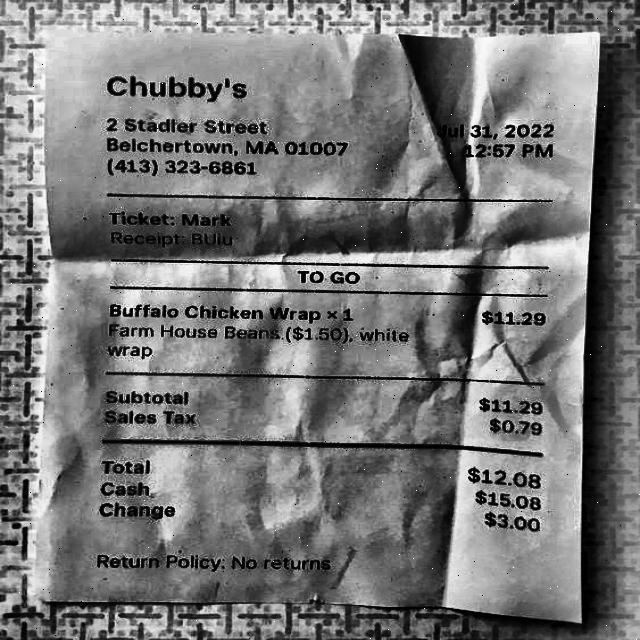 Chubby's
2 Stadler Street
Belchertown, MA 01007
(413) 323-6861
Jul 31, 2022
12:57 PM
Ticket: Mark
Receipt: BUiu
TO GO
Buffalo Chicken Wrap × 1 $11.29
Farm House Beans ($1.50), white
wrap
Subtotal $11.29
Sales Tax $0.79
Total $12.08
Cash $15.08
Change $3.00
Return Policy: No returns